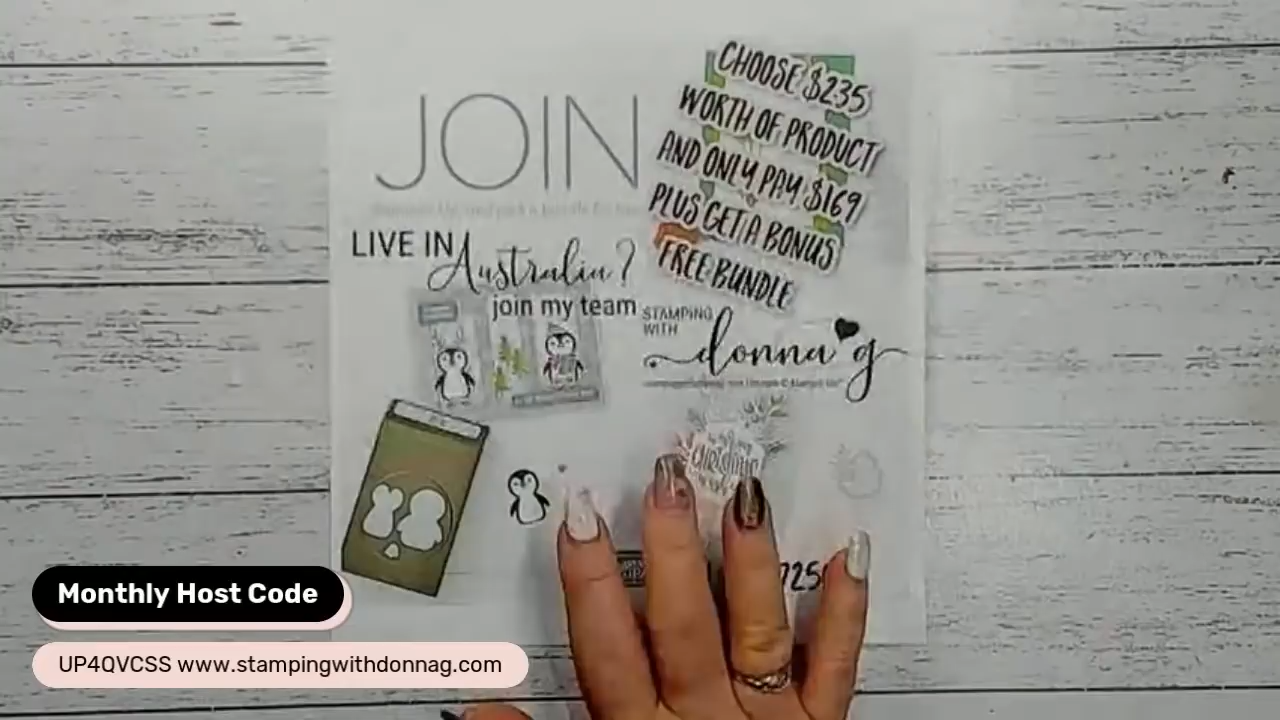 JOIN
CHOOSE $235
WORTH OF PRODUCT
AND ONLY PAY $169
PLUS GET A BONUS
FREE BUNDLE
LIVE IN Australia?
join my team
STAMPING
WITH donna g
725
Monthly Host Code
UP4QVCSS www.stampingwithdonnag.com